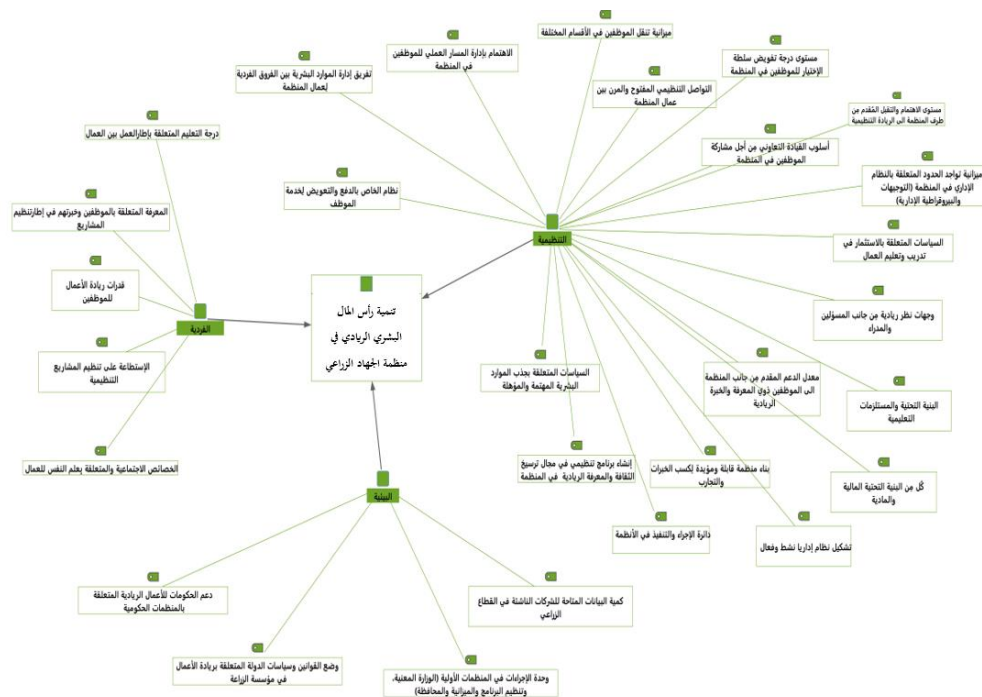 ميزانية تنقل الموظفين في الأقسام المختلفة
الاهتمام بإدارة المسار العملي للموظفين
في المنظمة
مستوى درجة تفويض سلطة
الإختيار للموظفين في المنظمة
تفريق إدارة الموارد البشرية بين الفروق الفردية
لِعمال المنظمة
التواصل التنظيمي المفتوح والمرن بين
عمال المنظمة
مستوى الاهتمام والتقبل المُقدم مِن
طرف المنظمة الى الريادة التنظيمية
درجة التعليم المتعلقة بإطارالعمل بين العمال
أسلوب القيادة التعاوني مِن أجل مشاركة
الموظفين في المنظمة
ميزانية تواجد الحدود المتعلقة بالنظام
الإداري في المنظمة (التوجيهات
والبيروقراطية الإدارية)
نظام الخاص بالدفع والتعويض لِخدمة
الموظف
المعرفة المتعلقة بالموظفين وخبرتهم في إطارتنظيم
المشاريع
التنظيمية
السياسات المتعلقة بالاستثمار في
تدريب وتعليم العمال
قدرات ريادة الأعمال
للموظفين
تنمية رأس المال
البشري الريادي في
منظمة الجهاد الزراعي
وجهات نظر ريادية مِن جانب المسؤلين
والمدراء
الفردية
الإستطاعة على تنظيم المشاريع
التنظيمية
السياسات المتعلقة بجذب الموارد
البشرية المهتمة والمؤهلة
معدل الدعم المقدم مِن جانب المنظمة
الى الموظفين ذوي المعرفة والخبرة
الريادية
البنية التحتية والمستلزمات
التعليمية
الخصائص الاجتماعية والمتعلقة بِعلم النفس للعمال
إنشاء برنامج تنظيمي في مجال ترسيخ
الثقافة والمعرفة الريادية في المنظمة
بناء منظمة قابلة ومؤيدة لِكسب الخبرات
والتجارب
كُل مِن البنية التحتية المالية
والمادية
البيئية
دائرة الإجراء والتنفيذ في الأنظمة
تشكيل نظام إداريا نشط وفعال
دعم الحكومات للأعمال الريادية المتعلقة
بالمنظمات الحكومية
كمية البيانات المتاحة للشركات الناشئة في القطاع
الزراعي
وضع القوانين وسياسات الدولة المتعلقة بريادة الأعمال
في مؤسسة الزراعة
وحدة الإجراءات في المنظمات الأولية (الوزارة المعنية،
وتنظيم البرنامج والميزانية والمحافظة)